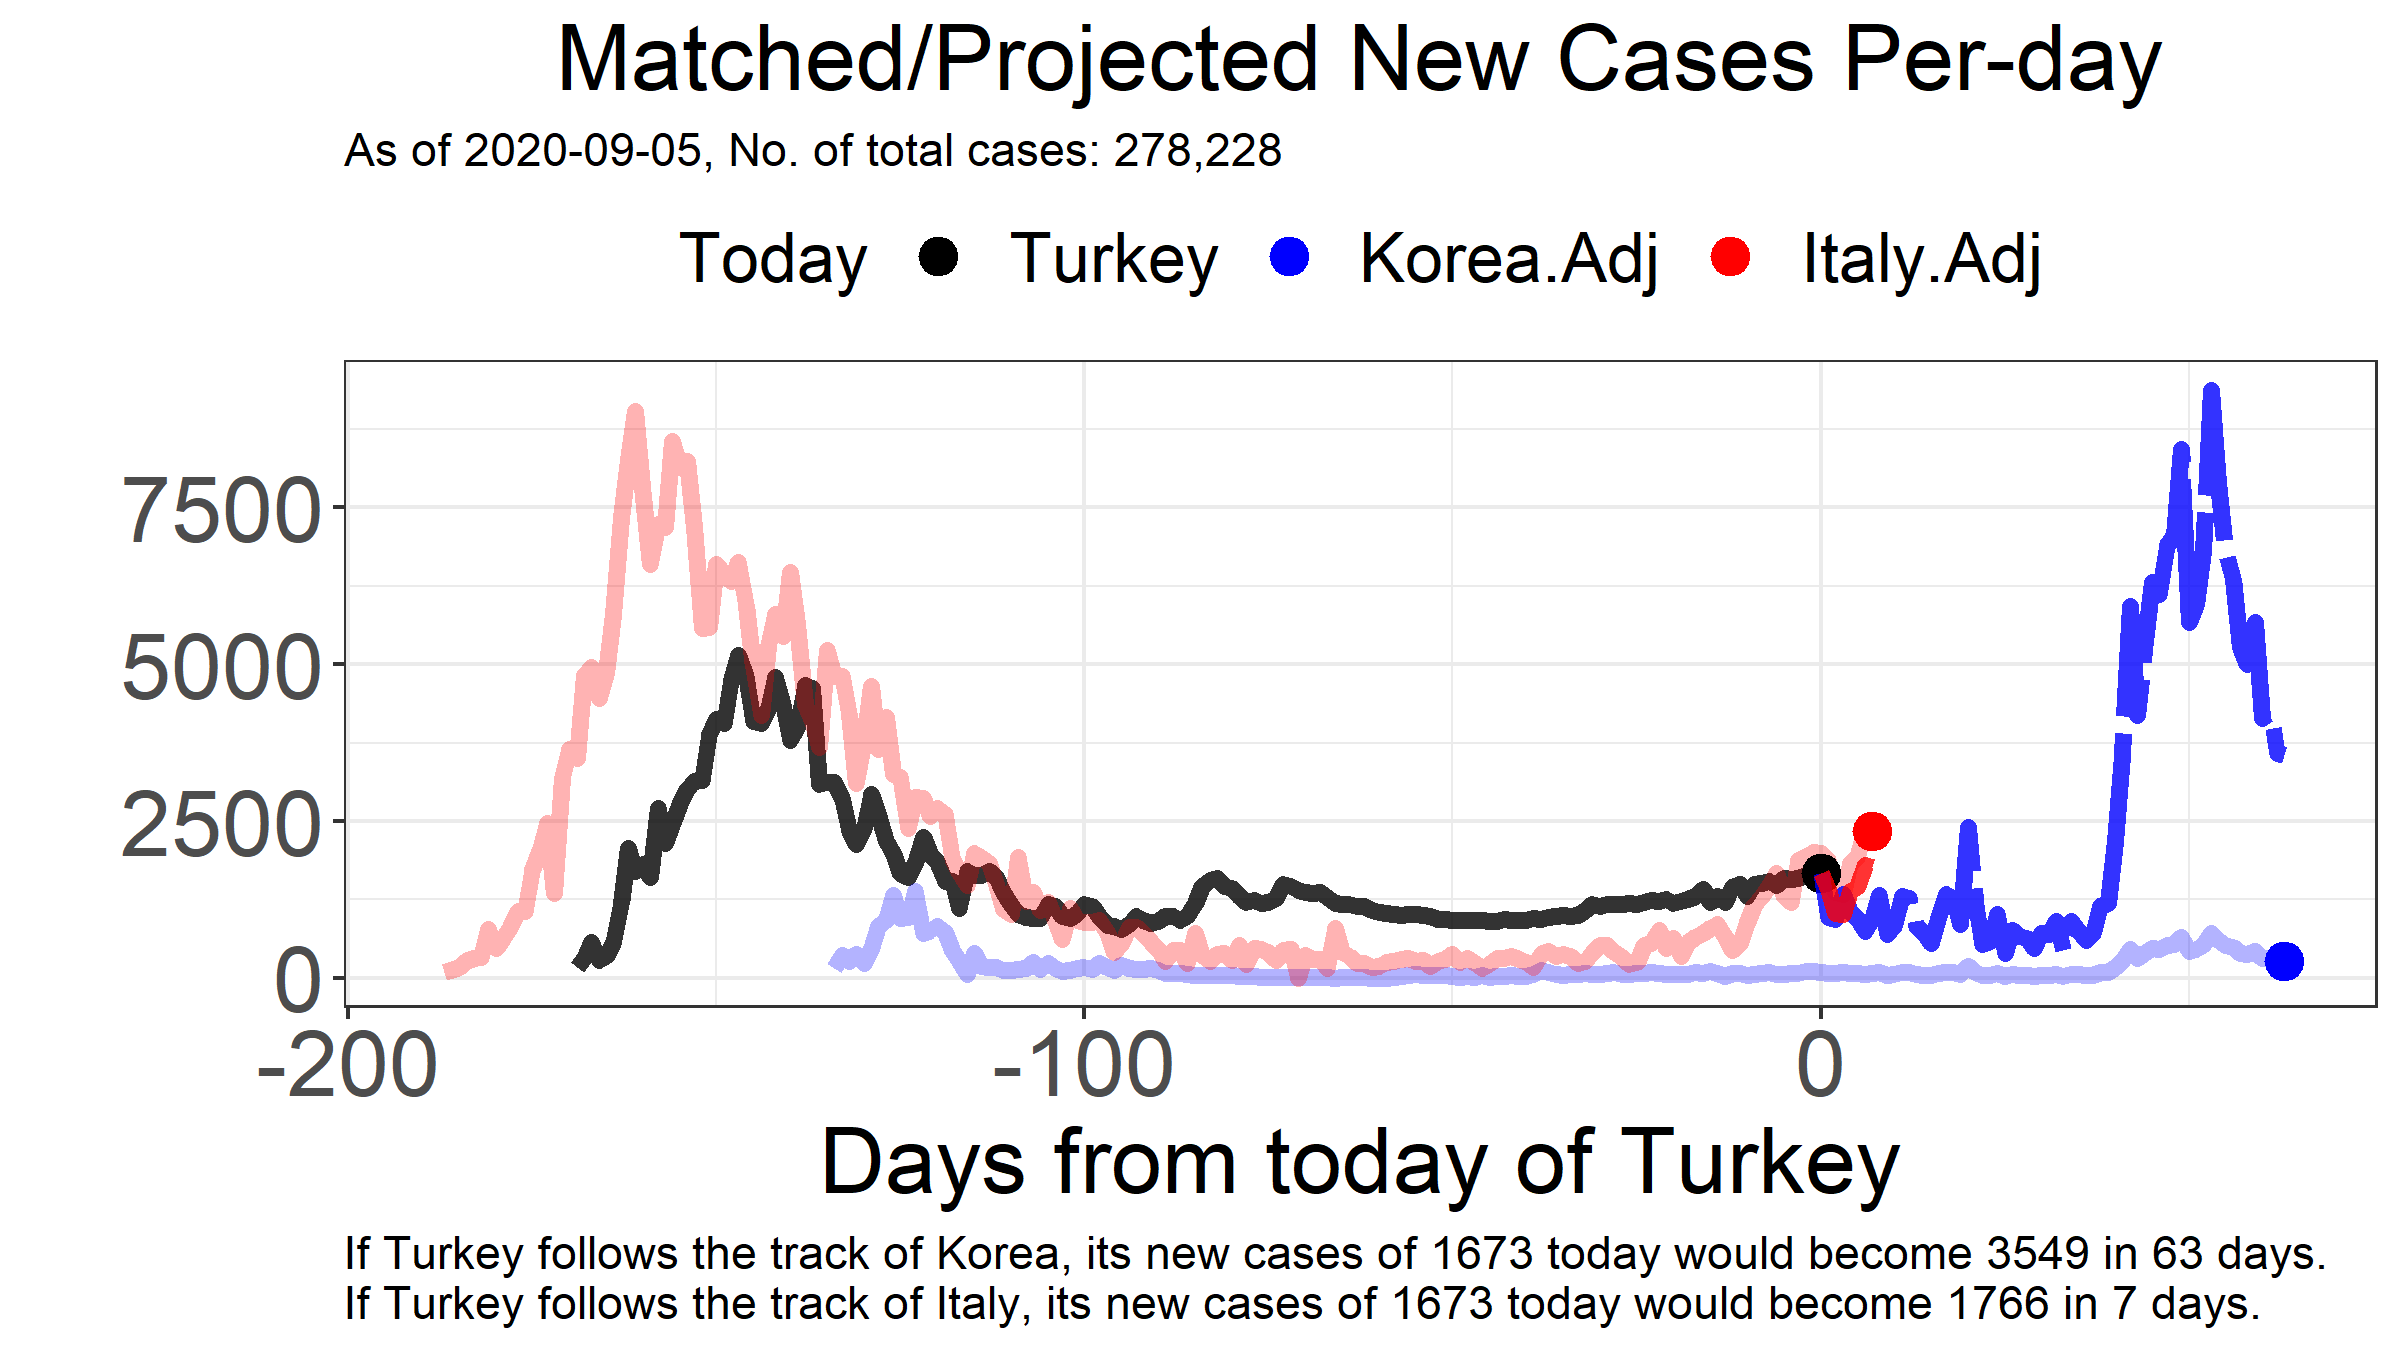 Matched/Projected New Cases Per-day
As of 2020-09-05, No. of total cases: 278,228
Today Turkey Korea.Adj Italy.Adj
7500
5000
2500
0
-200 -100 0
Days from today of Turkey
If Turkey follows the track of Korea, its new cases of 1673 today would become 3549 in 63 days.
If Turkey follows the track of Italy, its new cases of 1673 today would become 1766 in 7 days.